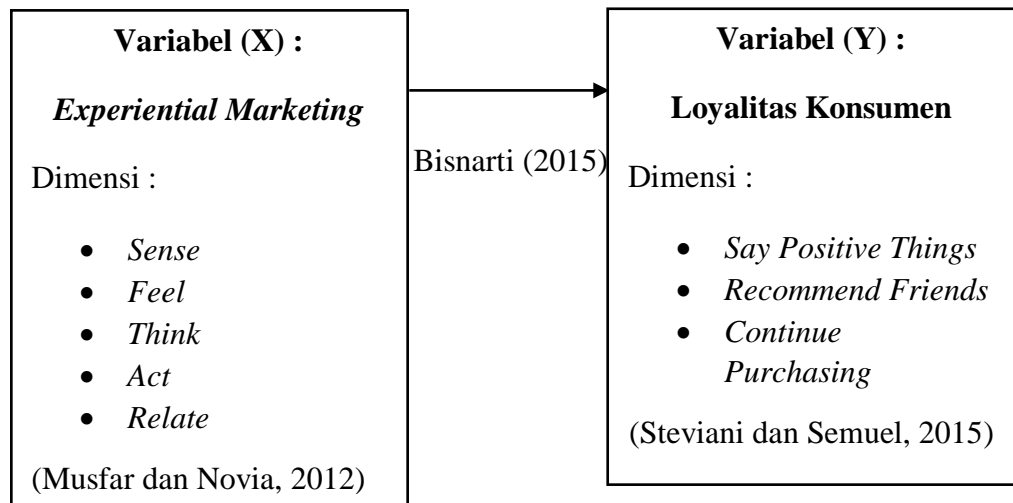 Variabel (X) :
Experiential Marketing
Dimensi :
• Sense
• Feel
• Think
• Act
• Relate
(Musfar dan Novia, 2012)
Bisnarti (2015)
Variabel (Y) :
Loyalitas Konsumen
Dimensi :
• Say Positive Things
• Recommend Friends
• Continue
Purchasing
(Steviani dan Semuel, 2015)